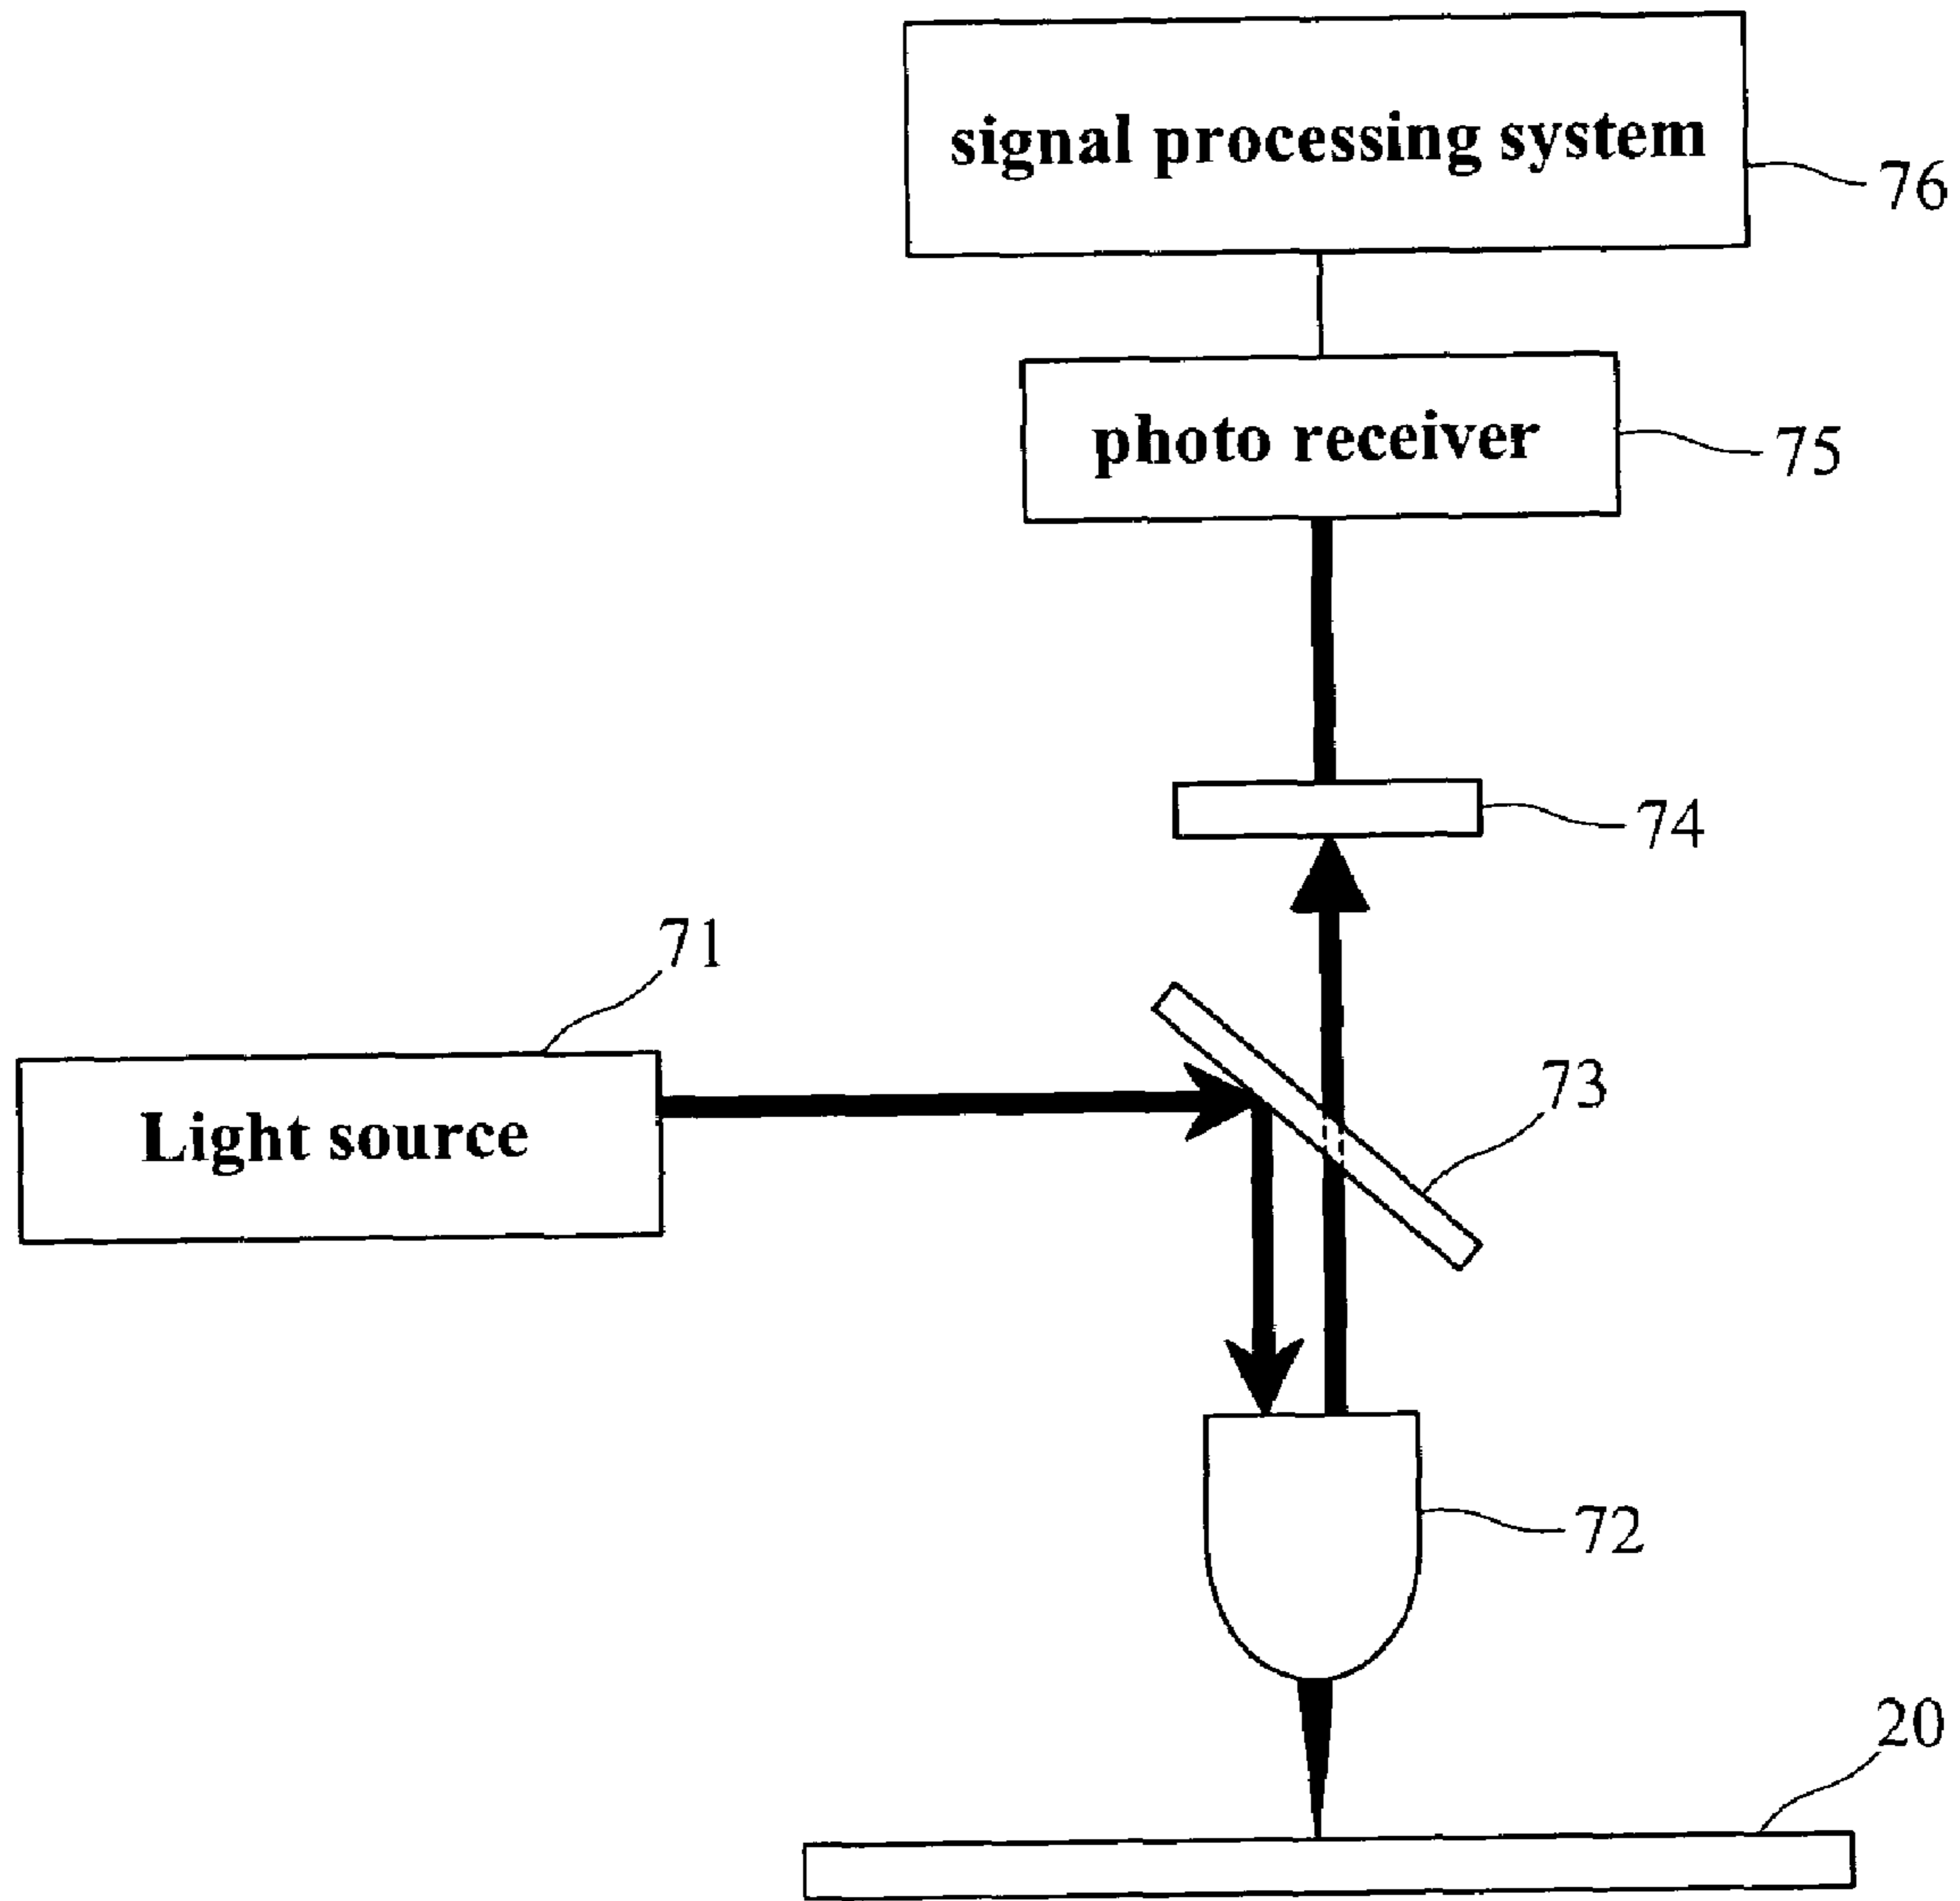 signal processing system
76
photo receiver
75
74
71
Light source
73
72
20